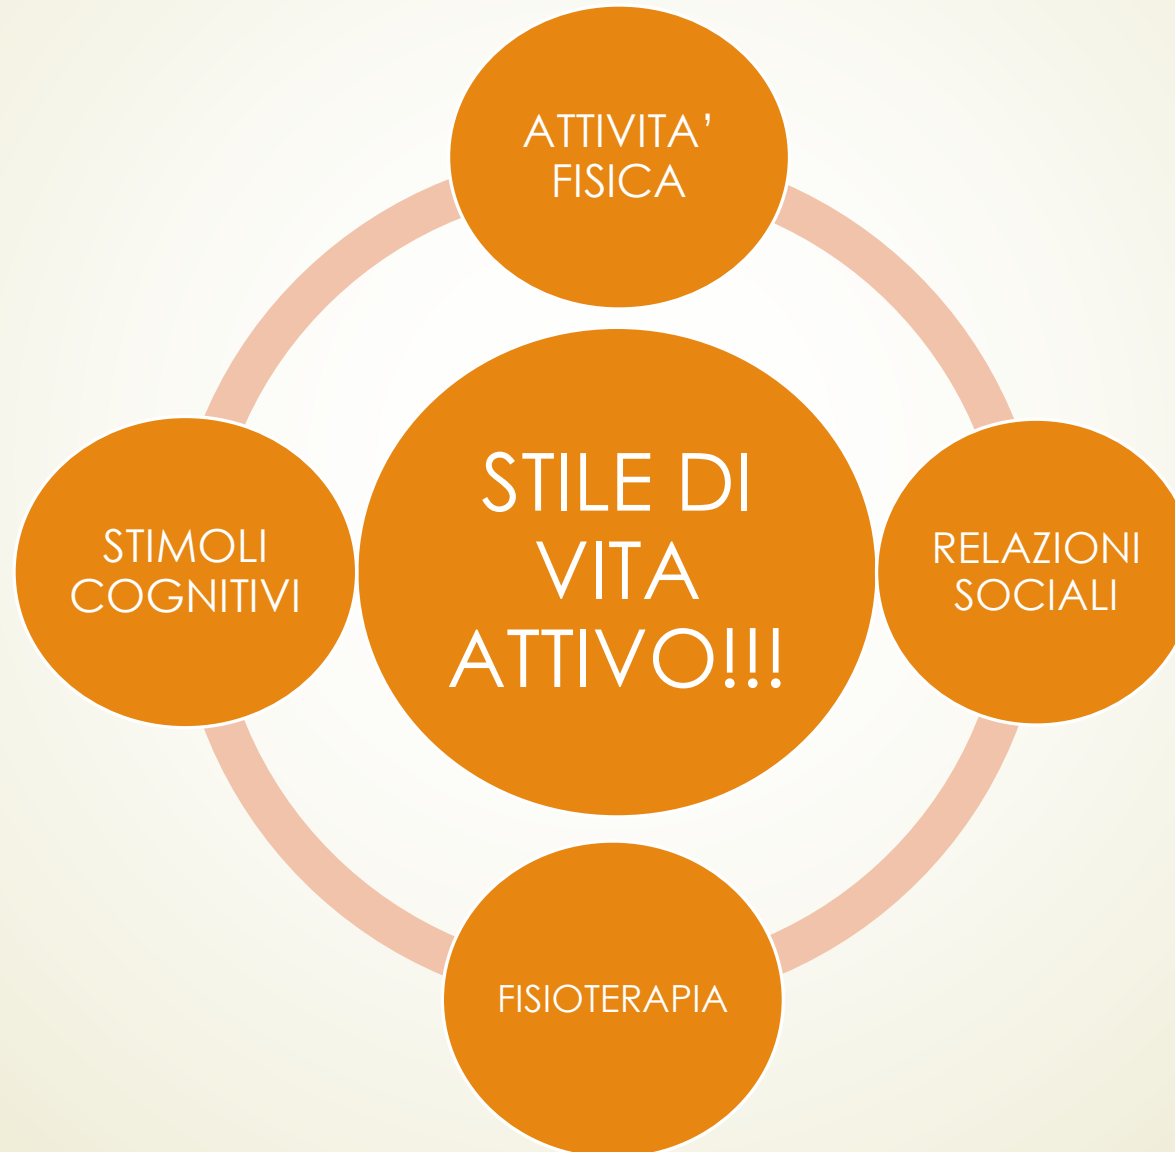 ATTIVITA’
FISICA
STIMOLI
COGNITIVI
STILE DI
VITA
ATTIVO!!!
RELAZIONI
SOCIALI
FISIOTERAPIA